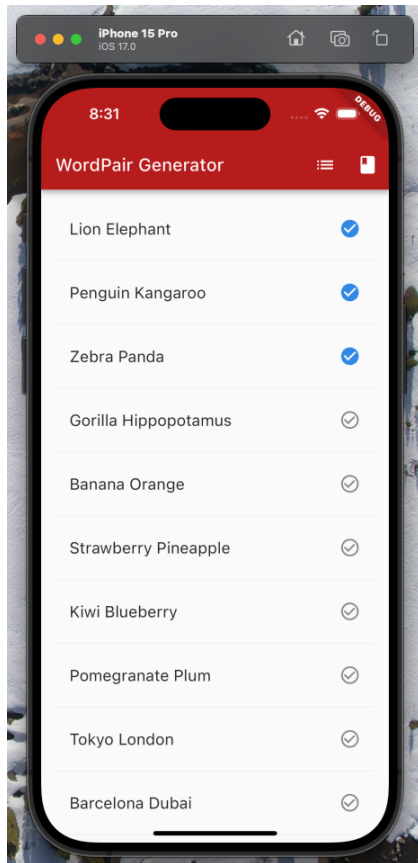 iPhone 15 Pro
iOS 17.0
8:31
DEBUG
WordPair Generator
Lion Elephant
Penguin Kangaroo
Zebra Panda
Gorilla Hippopotamus
Banana Orange
Strawberry Pineapple
Kiwi Blueberry
Pomegranate Plum
Tokyo London
Barcelona Dubai